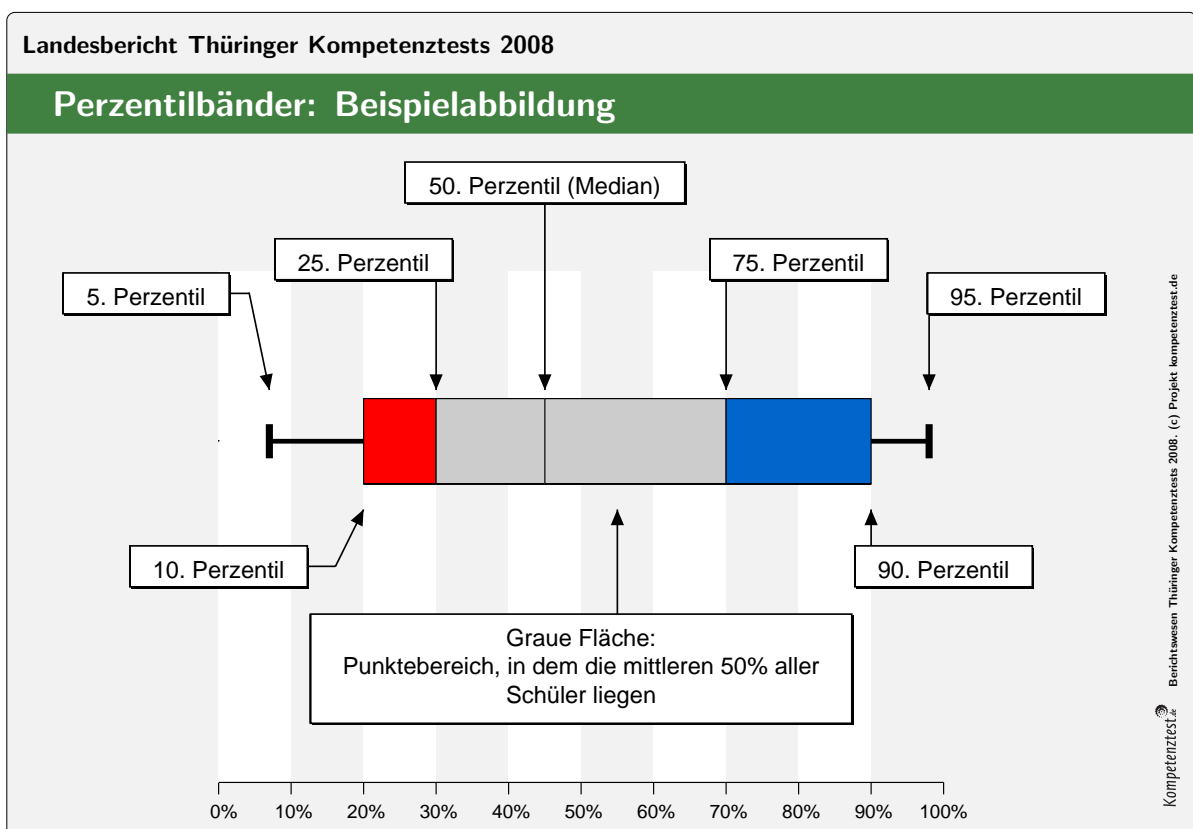 Landesbericht Thüringer Kompetenztests 2008
Perzentilbänder: Beispielabbildung
50. Perzentil (Median)
25. Perzentil
75. Perzentil
5. Perzentil
95. Perzentil
10. Perzentil
90. Perzentil
Graue Fläche:
Punktebereich, in dem die mittleren 50% aller
Schüler liegen
0% 10% 20% 30% 40% 50% 60% 70% 80% 90% 100%
Kompetenztest.de Berichtswesen Thüringer Kompetenztests 2008. (c) Projekt kompetenztest.de